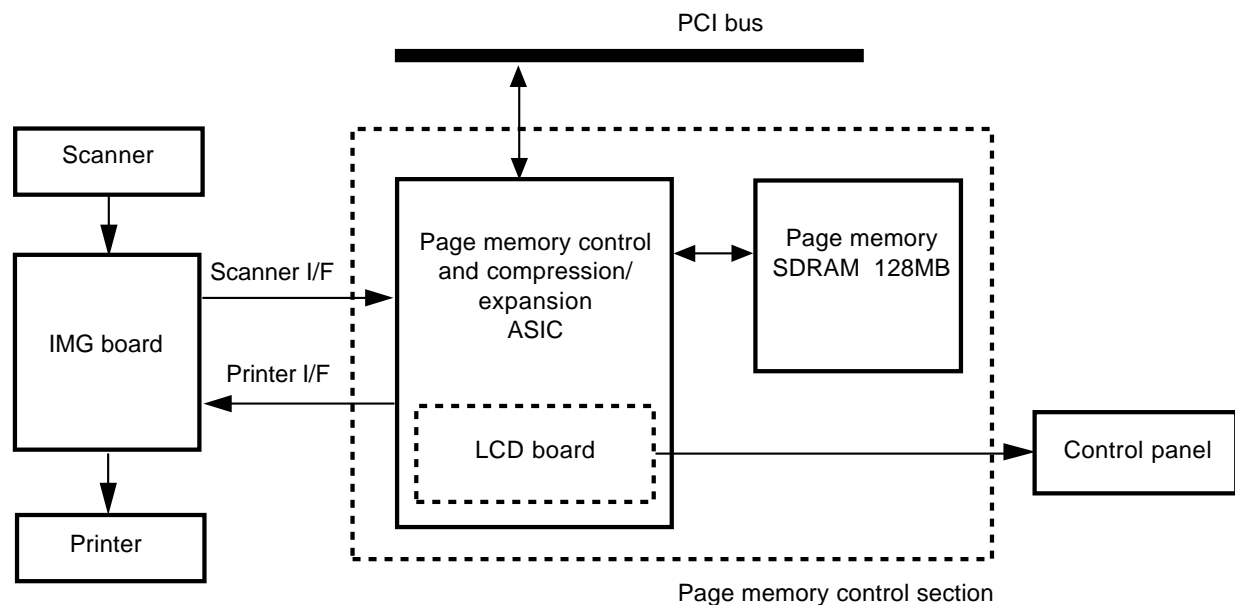 PCI bus
Scanner
Page memory control
and compression/
expansion
ASIC
Page memory
SDRAM 128MB
Scanner I/F
IMG board
Printer I/F
LCD board
Control panel
Printer
Page memory control section